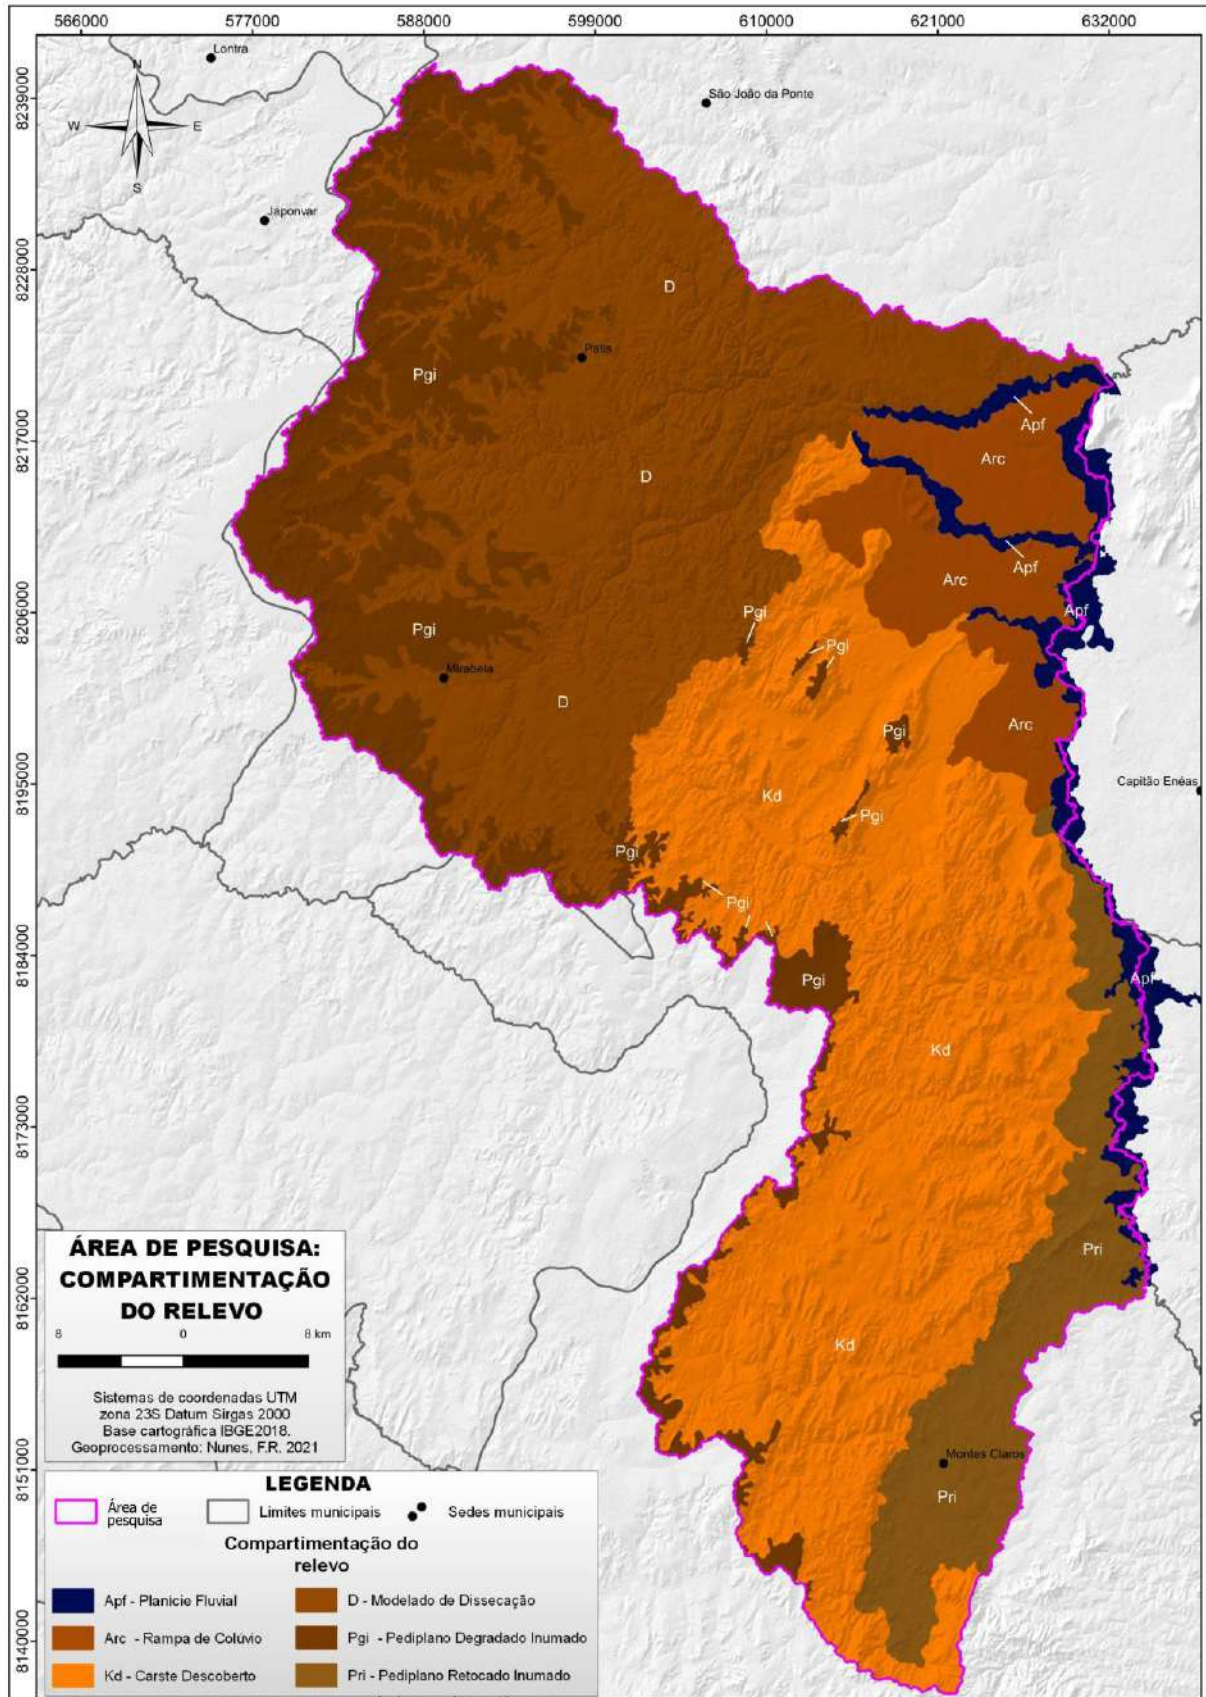 566000 577000 588000 599000 610000 621000 632000
8239000
8228000
8217000
8206000
8195000
8184000
8173000
8162000
8151000
8140000
Lontra
N
W E
S
São João da Ponte
Japonvar
D
Patis
Pgi
Apf
Arc
D
Apf
Arc
Pgi
Apf
Pgi
Pgi
Mirabela
D
Arc
Pgi
Capitão Enéas
Kd
Pgi
Pgi
Pgi
Pgi
Apf
Kd
Pri
Kd
Montes Claros
Pri
ÁREA DE PESQUISA:
COMPARTIMENTAÇÃO
DO RELEVO
8 0 8 km
Sistemas de coordenadas UTM
zona 23S Datum Sirgas 2000
Base cartográfica IBGE2018.
Geoprocessamento: Nunes, F.R. 2021
LEGENDA
Área de
pesquisa
Limites municipais
Sedes municipais
Compartimentação do
relevo
Apf - Planície Fluvial
D - Modelado de Dissecação
Arc - Rampa de Colúvio
Pgi - Pediplano Degradado Inumado
Kd - Carste Descoberto
Pri - Pediplano Retocado Inumado